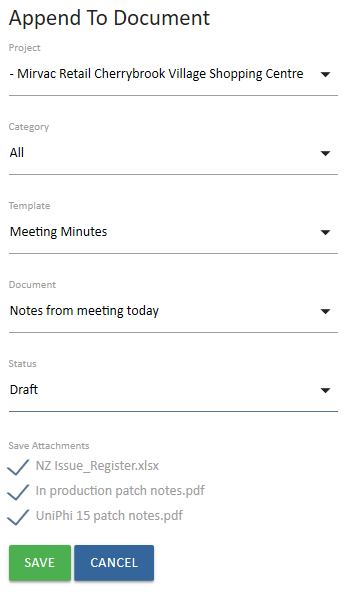 Append To Document
Project
- Mirvac Retail Cherrybrook Village Shopping Centre
Category
All
Template
Meeting Minutes
Document
Notes from meeting today
Status
Draft
Save Attachments
NZ Issue_Register.xlsx
In production patch notes.pdf
UniPhi 15 patch notes.pdf
SAVE CANCEL